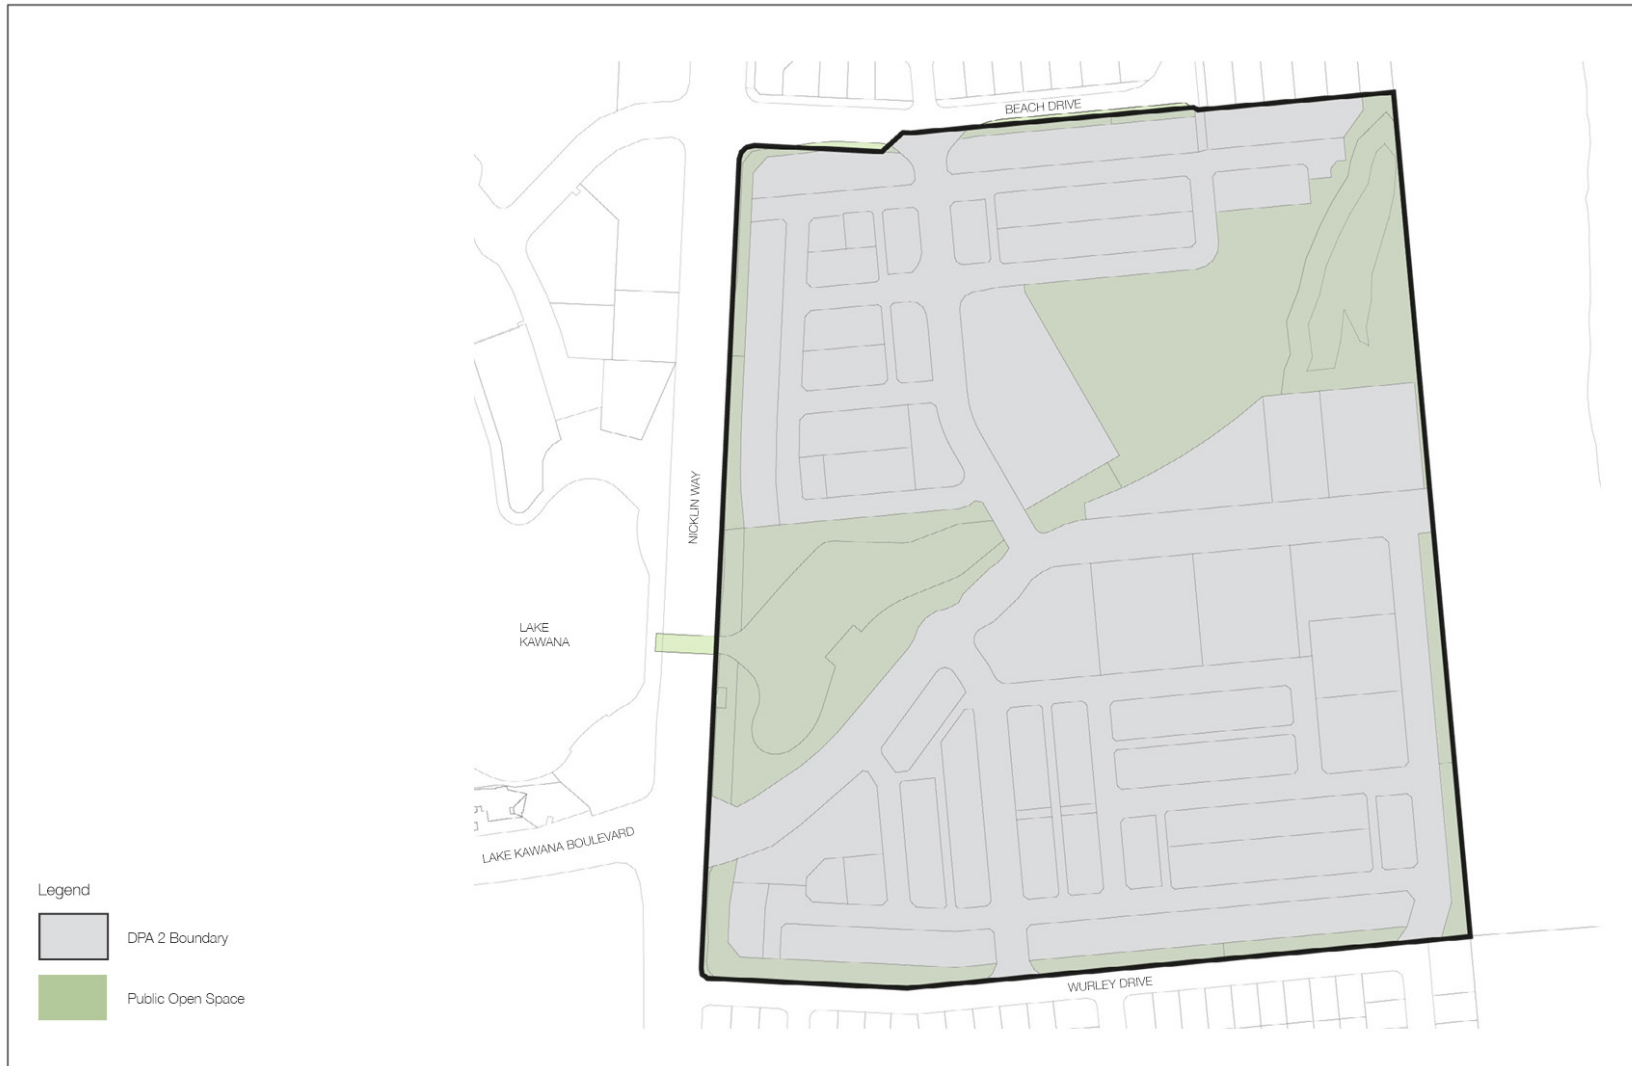 BEACH DRIVE
NICKLIN WAY
LAKE
KAWANA
LAKE KAWANA BOULEVARD
WURLEY DRIVE
Legend
DPA 2 Boundary
Public Open Space